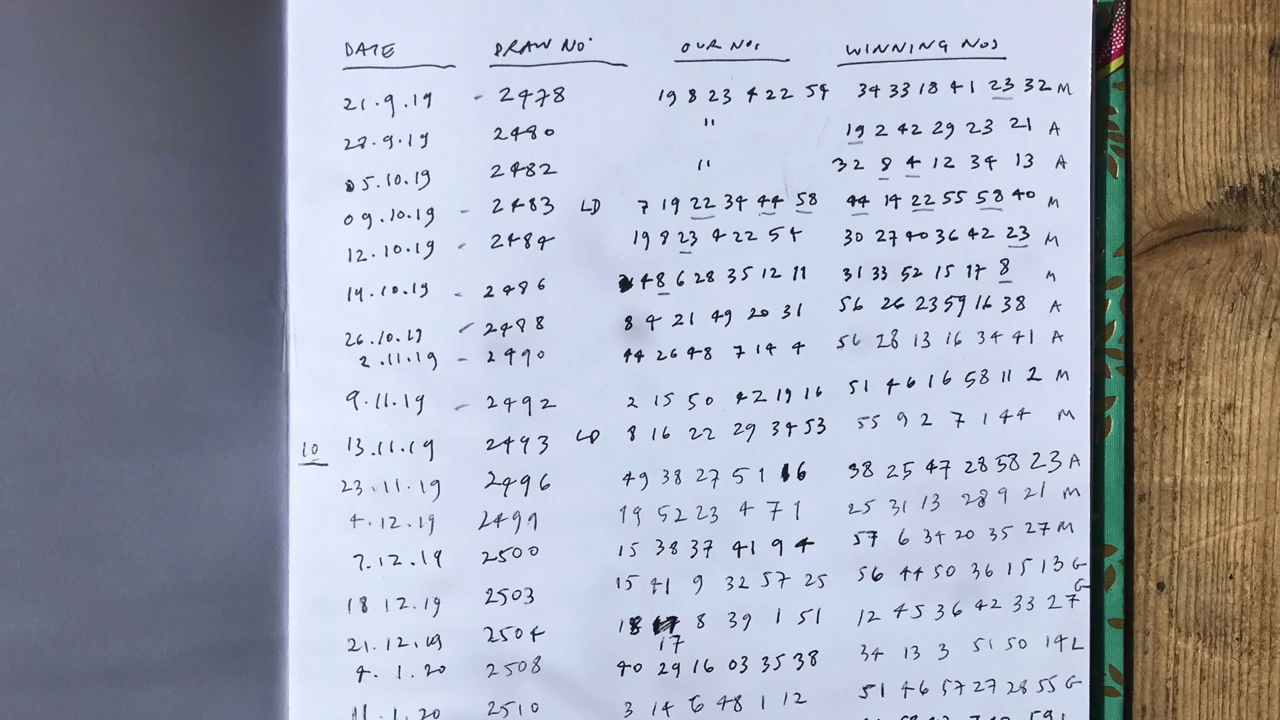 DATE DRAW NO. OUR NOS WINNING NOS
21.9.19 - 2478 19 8 23 4 22 54 34 33 18 41 23 32 M
27.9.19 2480 " 19 2 42 29 23 21 A
05.10.19 2482 " 32 8 4 12 34 13 A
09.10.19 - 2483 LD 7 19 22 34 44 58 44 14 22 55 58 40 M
12.10.19 - 2484 19 8 23 4 22 54 30 27 40 36 42 23 M
19.10.19 - 2486 48 6 28 35 12 11 31 33 52 15 17 8 M
26.10.19 - 2488 8 4 21 49 20 31 56 26 23 59 16 38 A
2.11.19 - 2490 44 26 48 7 14 4 56 28 13 16 34 41 A
9.11.19 - 2492 2 15 50 42 19 16 51 46 16 58 11 2 M
10 13.11.19 2493 LD 8 16 22 29 34 53 55 9 2 7 1 44 M
23.11.19 2496 49 38 27 5 1 16 38 25 47 28 58 23 A
4.12.19 2499 19 52 23 4 7 1 25 31 13 28 9 21 M
7.12.19 2500 15 38 37 41 9 4 57 6 34 20 35 27 M
18 12.19 2503 15 41 9 32 57 25 56 44 50 36 15 13 G
21.12.19 2504 18 17 8 39 1 51 12 45 36 42 33 27 G
4.1.20 2508 40 29 16 03 35 38 34 13 3 51 50 14 L
11.1.20 2510 3 14 6 48 1 12 51 46 57 27 28 55 G